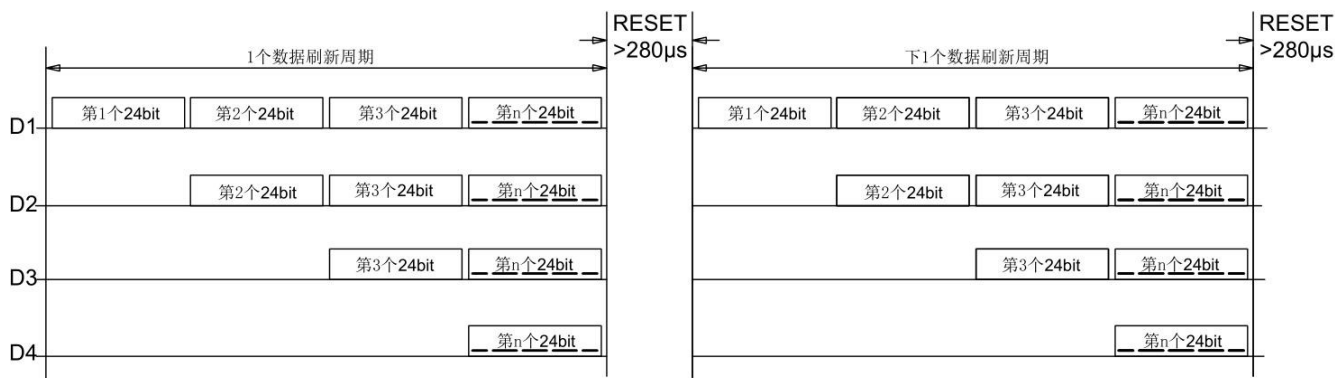 RESET
>280μs
RESET
>280μs
1个数据刷新周期
下1个数据刷新周期
D1 第1个24bit 第2个24bit 第3个24bit 第n个24bit 第1个24bit 第2个24bit 第3个24bit 第n个24bit
D2 第2个24bit 第3个24bit 第n个24bit 第2个24bit 第3个24bit 第n个24bit
D3 第3个24bit 第n个24bit 第3个24bit 第n个24bit
D4 第n个24bit 第n个24bit